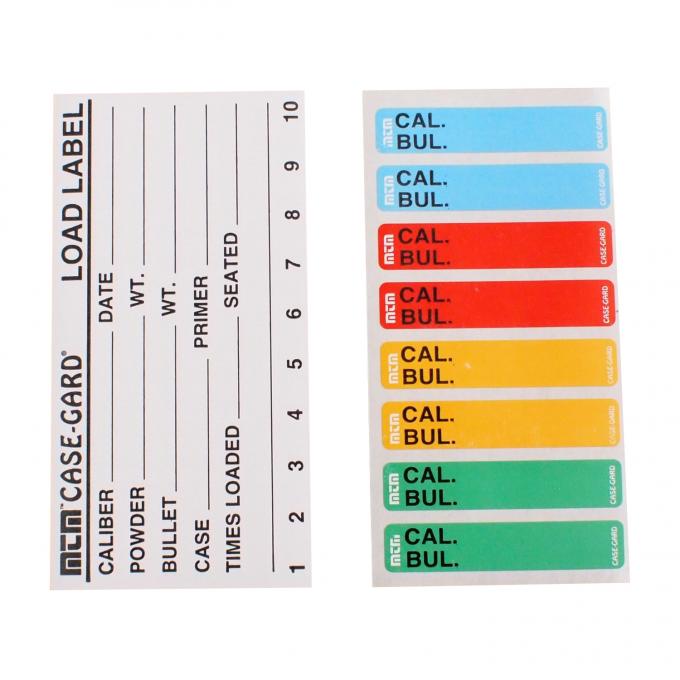 MTM™ CASE-GARD® LOAD LABEL
CALIBER DATE
POWDER WT.
BULLET WT.
CASE PRIMER
TIMES LOADED SEATED
1 2 3 4 5 6 7 8 9 10
MTM CAL. CASE-GARD
BUL.
MTM CAL. CASE-GARD
BUL.
MTM CAL. CASE-GARD
BUL.
MTM CAL. CASE-GARD
BUL.
MTM CAL. CASE-GARD
BUL.
MTM CAL. CASE-GARD
BUL.
MTM CAL. CASE-GARD
BUL.
MTM CAL. CASE-GARD
BUL.